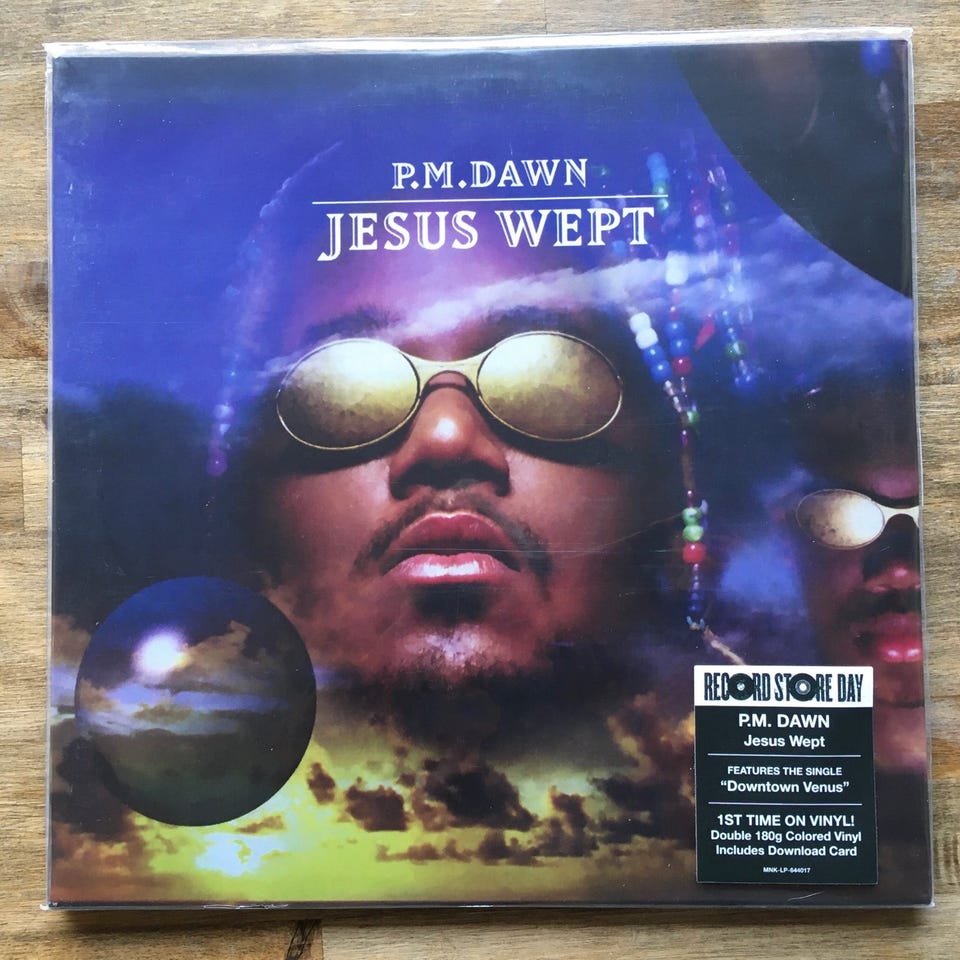 P.M.DAWN
JESUS WEPT
RECORD STORE DAY
P.M. DAWN
Jesus Wept
FEATURES THE SINGLE
“Downtown Venus”
1ST TIME ON VINYL!
Double 180g Colored Vinyl
Includes Download Card
MNK-LP-644017